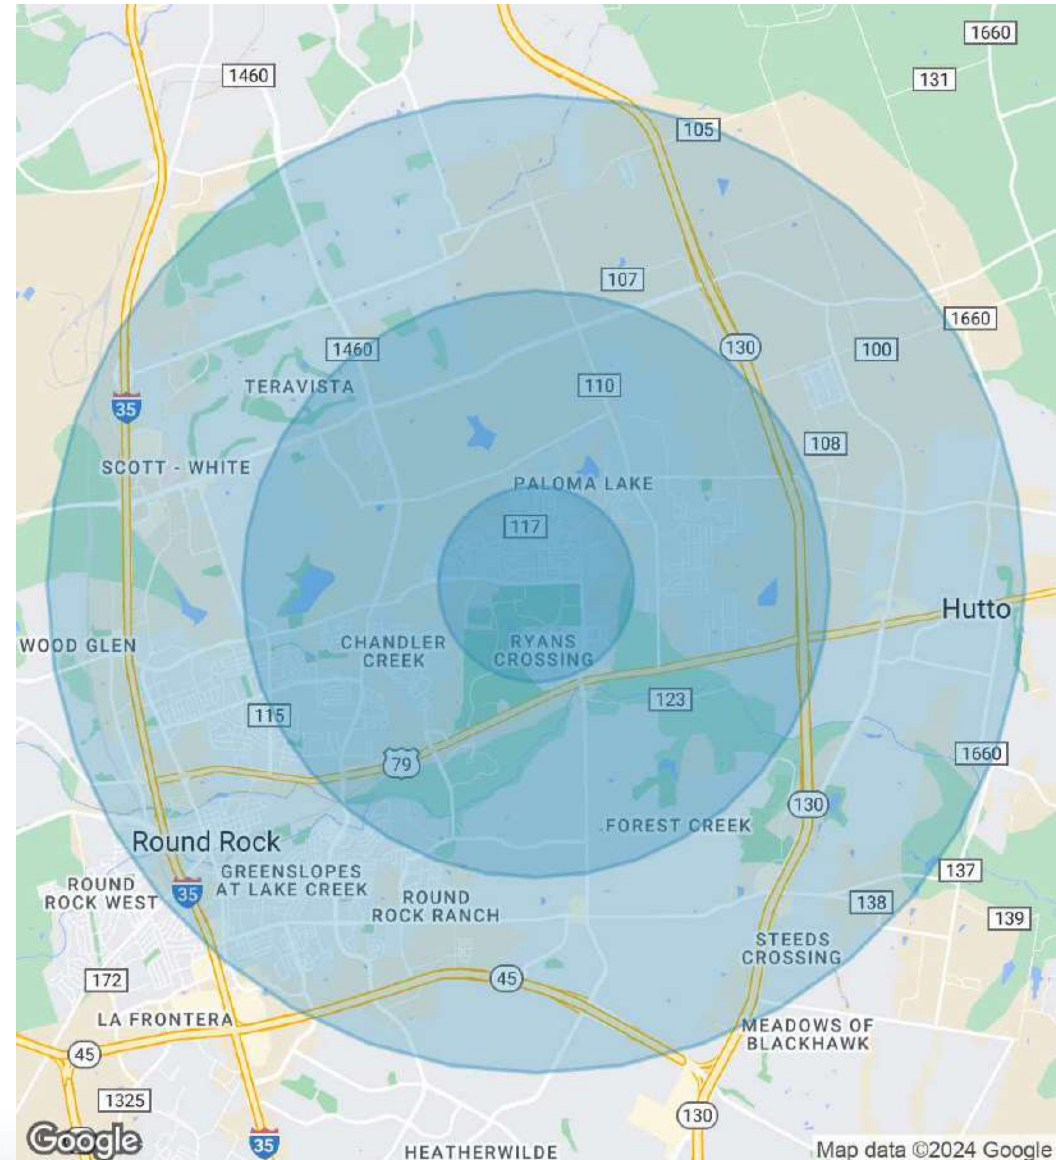 1660
1460
131
105
107
1660
1460
130
100
TERAVISTA
110
35
108
SCOTT - WHITE
PALOMA LAKE
117
Hutto
WOOD GLEN
CHANDLER
CREEK
RYANS
CROSSING
123
115
1660
79
130
FOREST CREEK
Round Rock
GREENSLOPES
AT LAKE CREEK
ROUND
ROCK WEST
35
ROUND
ROCK RANCH
137
138
139
STEEDS
CROSSING
172
45
LA FRONTERA
MEADOWS OF
BLACKHAWK
45
1325
130
Google
35
HEATHERWILDE
Map data ©2024 Google